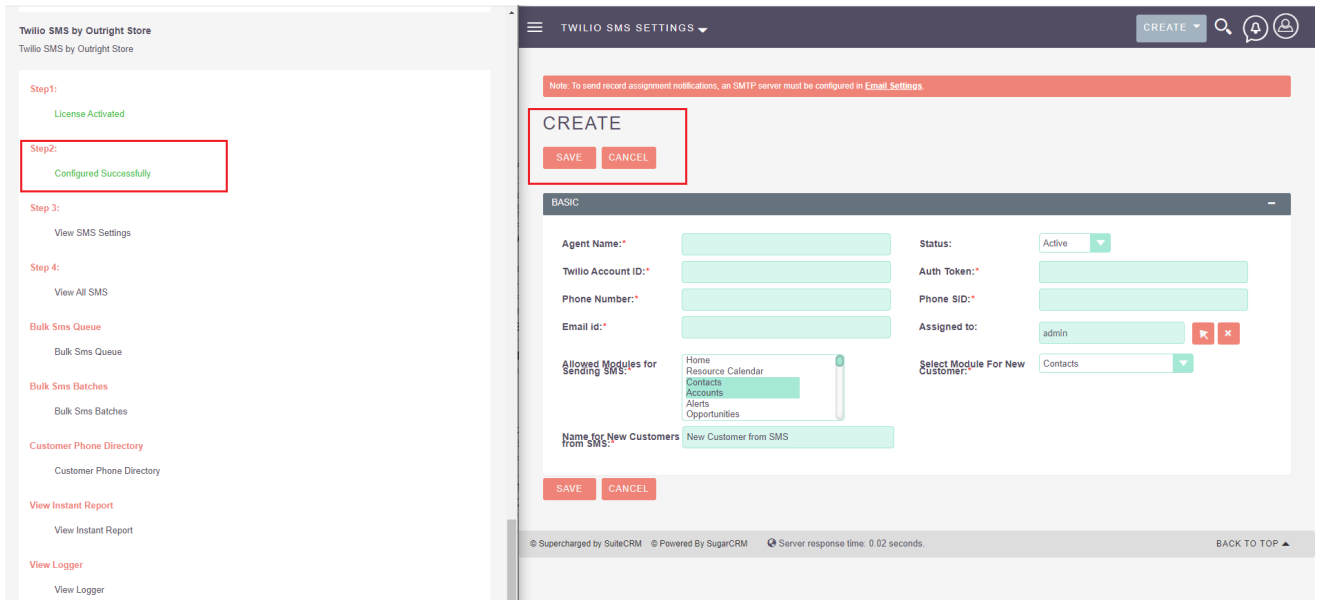 Twilio SMS by Outright Store
Twilio SMS by Outright Store
Step1:
License Activated
Step2:
Configured Successfully
Step 3:
View SMS Settings
Step 4:
View All SMS
Bulk Sms Queue
Bulk Sms Queue
Bulk Sms Batches
Bulk Sms Batches
Customer Phone Directory
Customer Phone Directory
View Instant Report
View Instant Report
View Logger
View Logger
TWILIO SMS SETTINGS
CREATE
Note: To send record assignment notifications, an SMTP server must be configured in Email Settings.
CREATE
SAVE CANCEL
BASIC
Agent Name:* Status: Active
Twilio Account ID:* Auth Token:*
Phone Number:* Phone SID:*
Email id:* Assigned to: admin
Allowed Modules for
Sending SMS:*
Home
Resource Calendar
Contacts
Accounts
Alerts
Opportunities
Select Module For New
Customer:*
Contacts
Name for New Customers
from SMS:*
New Customer from SMS
SAVE CANCEL
© Supercharged by SuiteCRM © Powered By SugarCRM Server response time: 0.02 seconds. BACK TO TOP